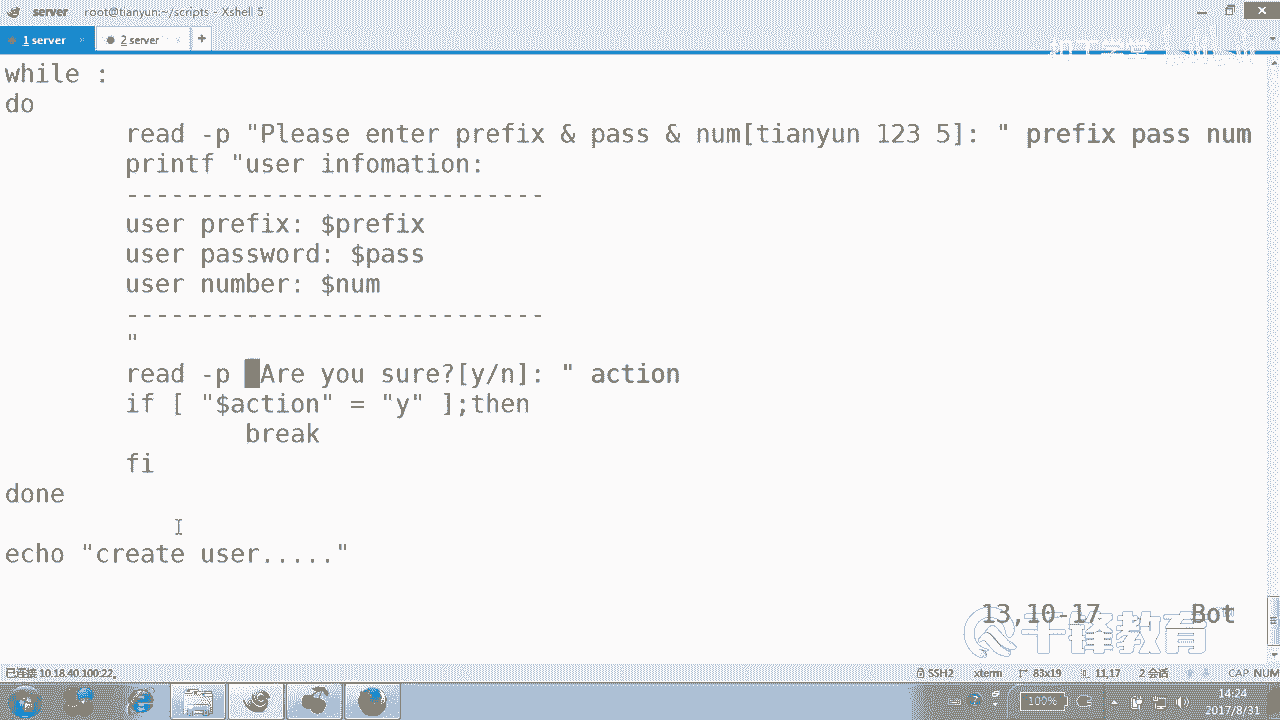 server root@tianyun:~/scripts - Xshell 5
1 server
2 server
+
while :
do
read -p "Please enter prefix & pass & num[tianyun 123 5]: " prefix pass num
printf "user infomation:
----------------------------
user prefix: $prefix
user password: $pass
user number: $num
----------------------------
"
read -p "Are you sure?[y/n]: " action
if [ "$action" = "y" ];then
break
fi
done
echo "create user....."
13,10-17 Bot
千锋教育
已连接 10.18.40.100:22。 SSH2 xterm 83x19 11,17 2 会话 CAP NUM
100% 14:24
2017/8/31